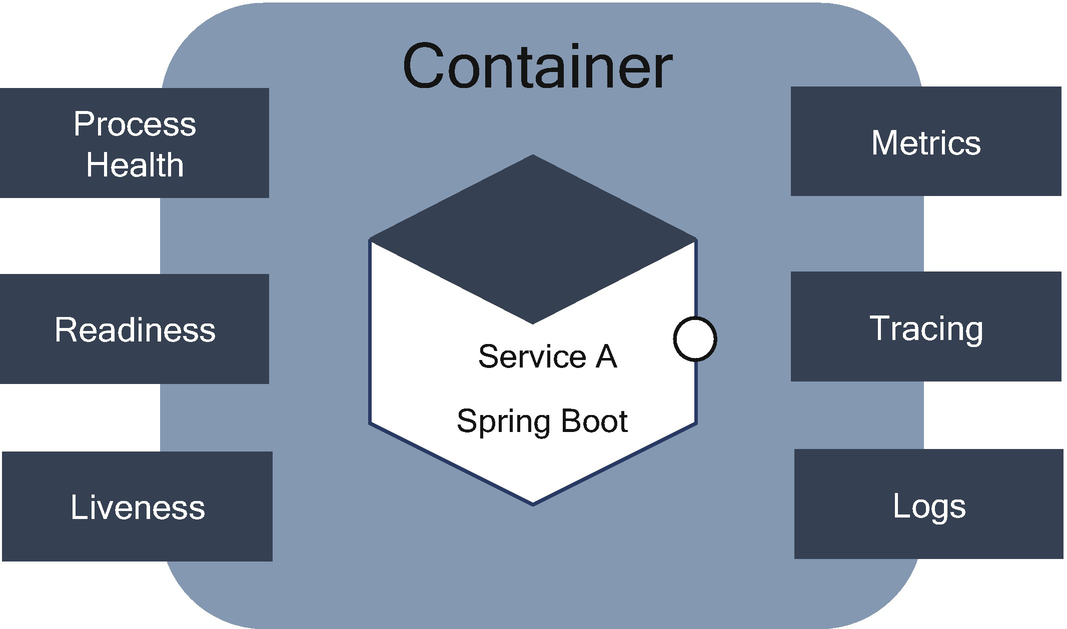 Container
Process
Health
Metrics
Readiness
Tracing
Service A
Spring Boot
Liveness
Logs